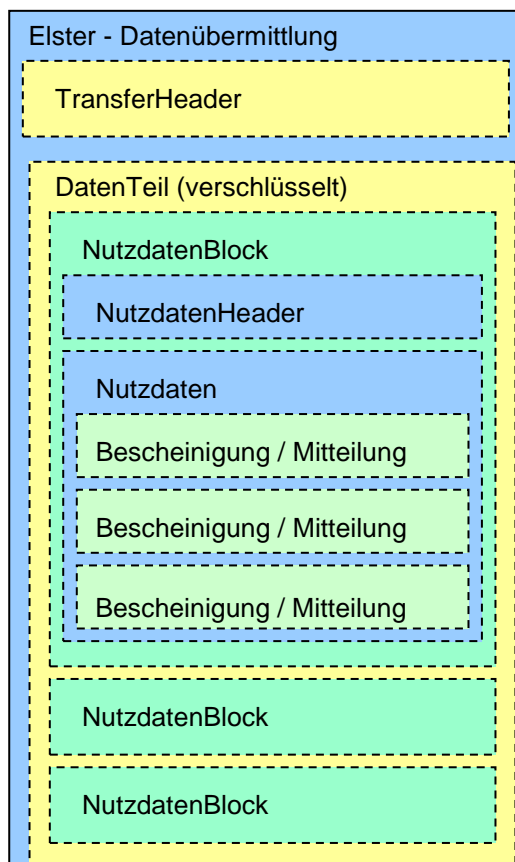 Elster - Datenübermittlung
TransferHeader
DatenTeil (verschlüsselt)
NutzdatenBlock
NutzdatenHeader
Nutzdaten
Bescheinigung / Mitteilung
Bescheinigung / Mitteilung
Bescheinigung / Mitteilung
NutzdatenBlock
NutzdatenBlock